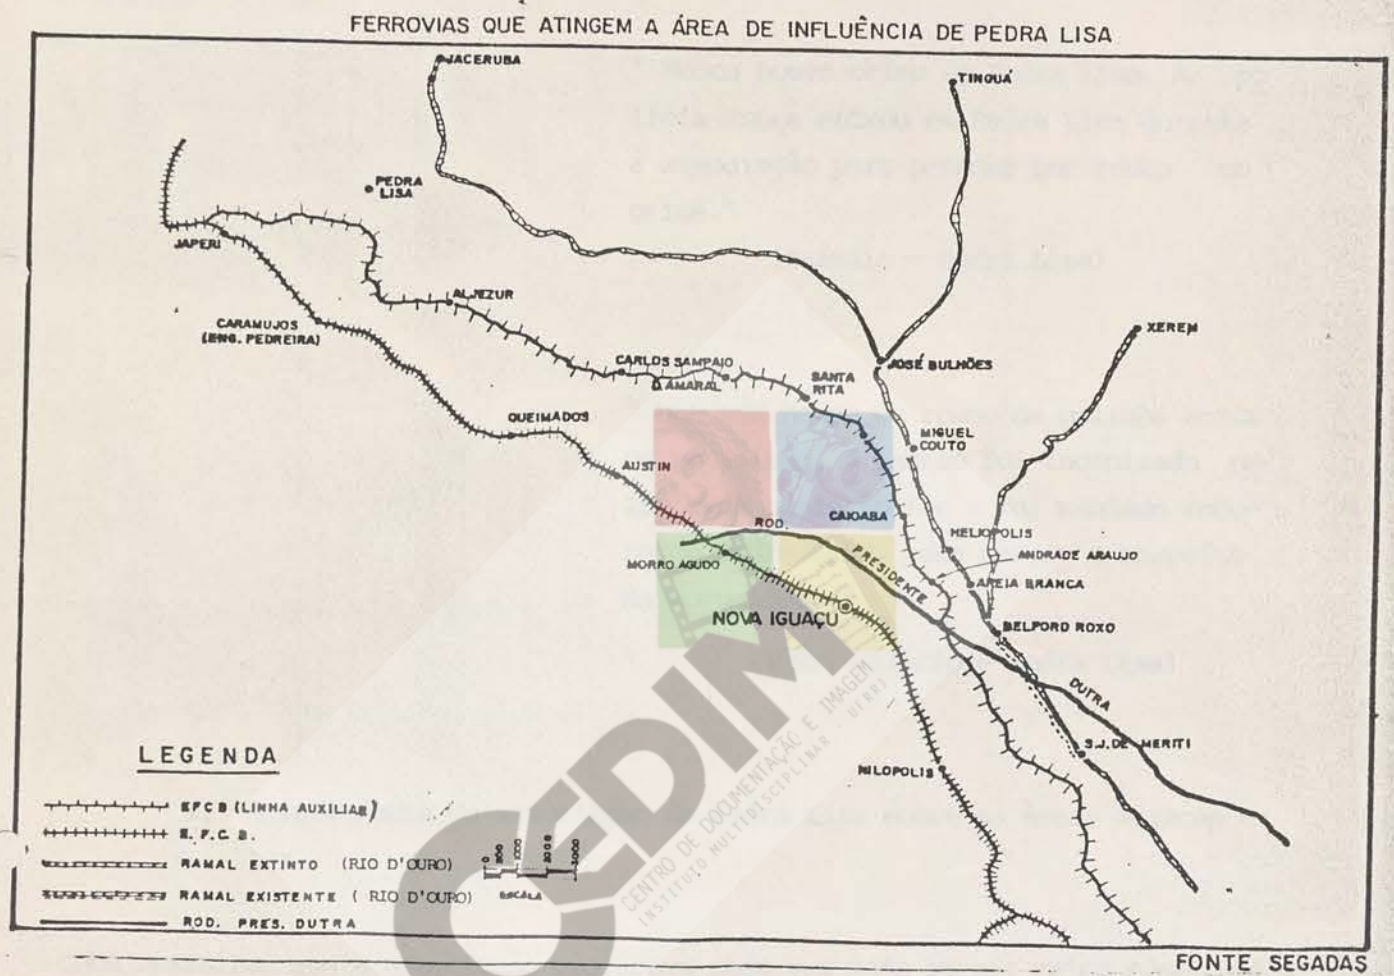 FERROVIAS QUE ATINGEM A ÁREA DE INFLUÊNCIA DE PEDRA LISA
JACERUBA
TINGUÁ
PEDRA
LISA
JAPERI
ALJEZUR
CARAMUJOS
(ENG. PEDREIRA)
XEREM
CARLOS SAMPAIO
D. AMARAL
SANTA
RITA
JOSÉ BULHÕES
QUEIMADOS
MIGUEL
COUTO
AUSTIN
CAIOABA
ROD.
PRESIDENTE
DUTRA
HELIOPOLIS
ANDRADE ARAUJO
AREIA BRANCA
MORRO AGUDO
NOVA IGUAÇU
BELFORD ROXO
S.J. DE MERITI
NILOPOLIS
LEGENDA
EFCB (LINHA AUXILIAR)
E. F. C. B.
RAMAL EXTINTO (RIO D'OURO)
RAMAL EXISTENTE ( RIO D'OURO)
ROD. PRES. DUTRA
ESCALA
CEDIM
CENTRO DE DOCUMENTAÇÃO E IMAGEM
INSTITUTO MULTIDISCIPLINAR UFRRJ
FONTE SEGADAS